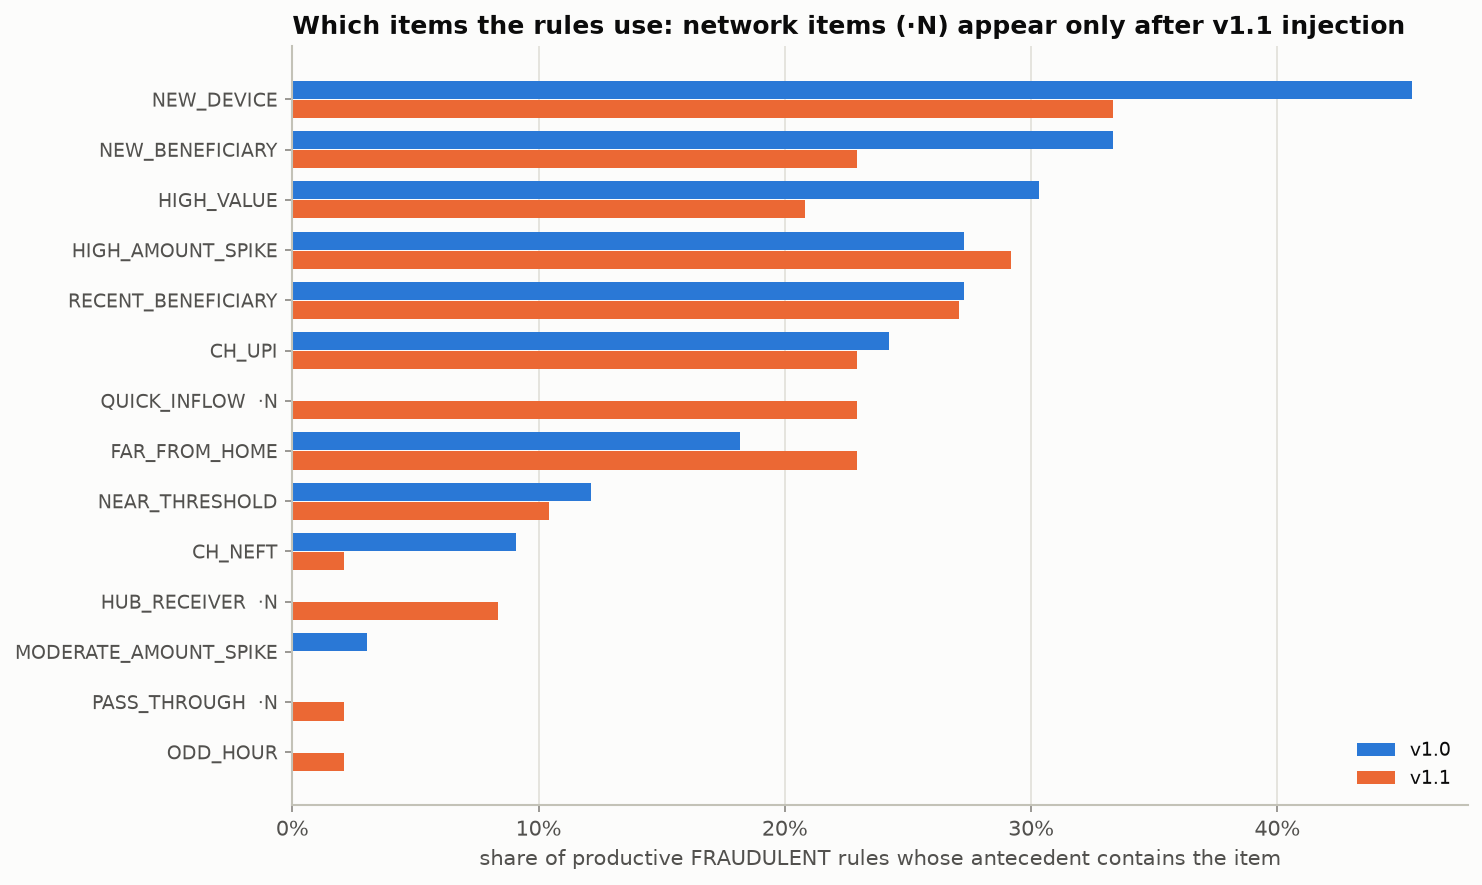 Which items the rules use: network items (·N) appear only after v1.1 injection
NEW_DEVICE
NEW_BENEFICIARY
HIGH_VALUE
HIGH_AMOUNT_SPIKE
RECENT_BENEFICIARY
CH_UPI
QUICK_INFLOW ·N
FAR_FROM_HOME
NEAR_THRESHOLD
CH_NEFT
HUB_RECEIVER ·N
MODERATE_AMOUNT_SPIKE
PASS_THROUGH ·N
ODD_HOUR
v1.0
v1.1
0% 10% 20% 30% 40%
share of productive FRAUDULENT rules whose antecedent contains the item